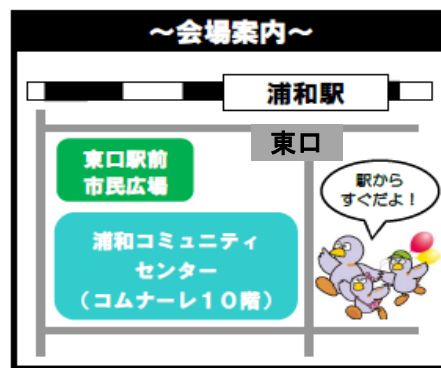 ～会場案内～
浦和駅
東口
東口駅前
市民広場
駅から
すぐだよ！
浦和コミュニティ
センター
（コムナーレ１０階）